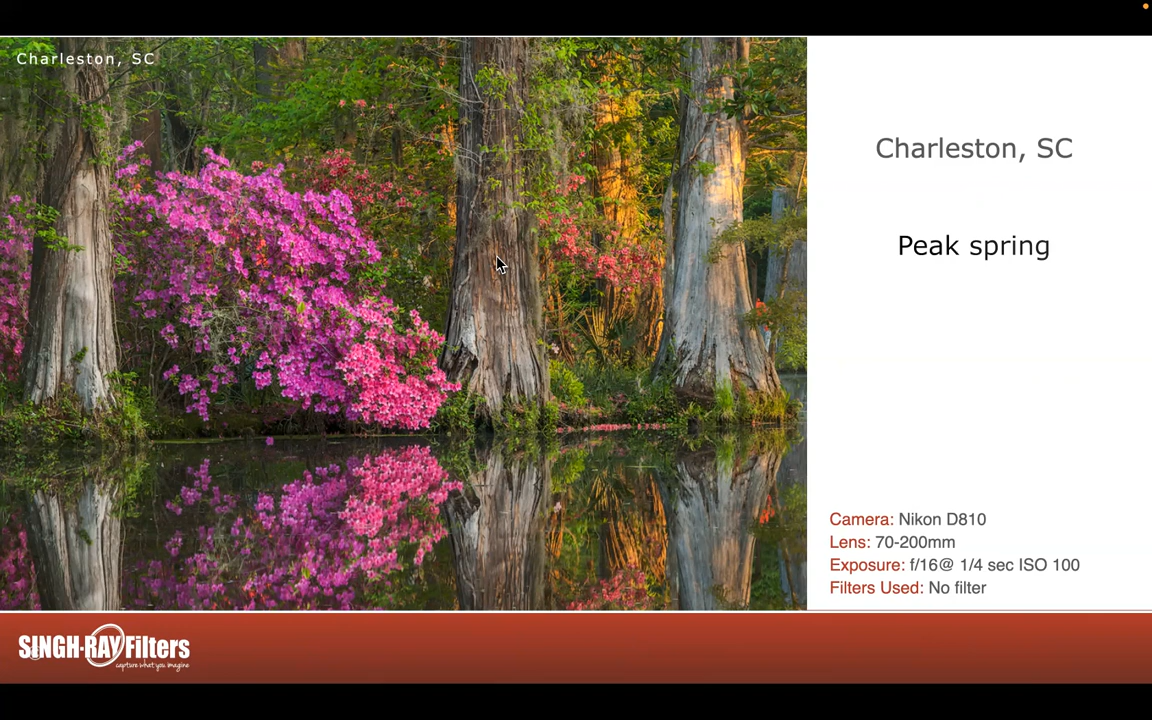 Charleston, SC
Charleston, SC
Peak spring
Camera: Nikon D810
Lens: 70-200mm
Exposure: f/16@ 1/4 sec ISO 100
Filters Used: No filter
SINGH-RAY Filters
capture what you imagine